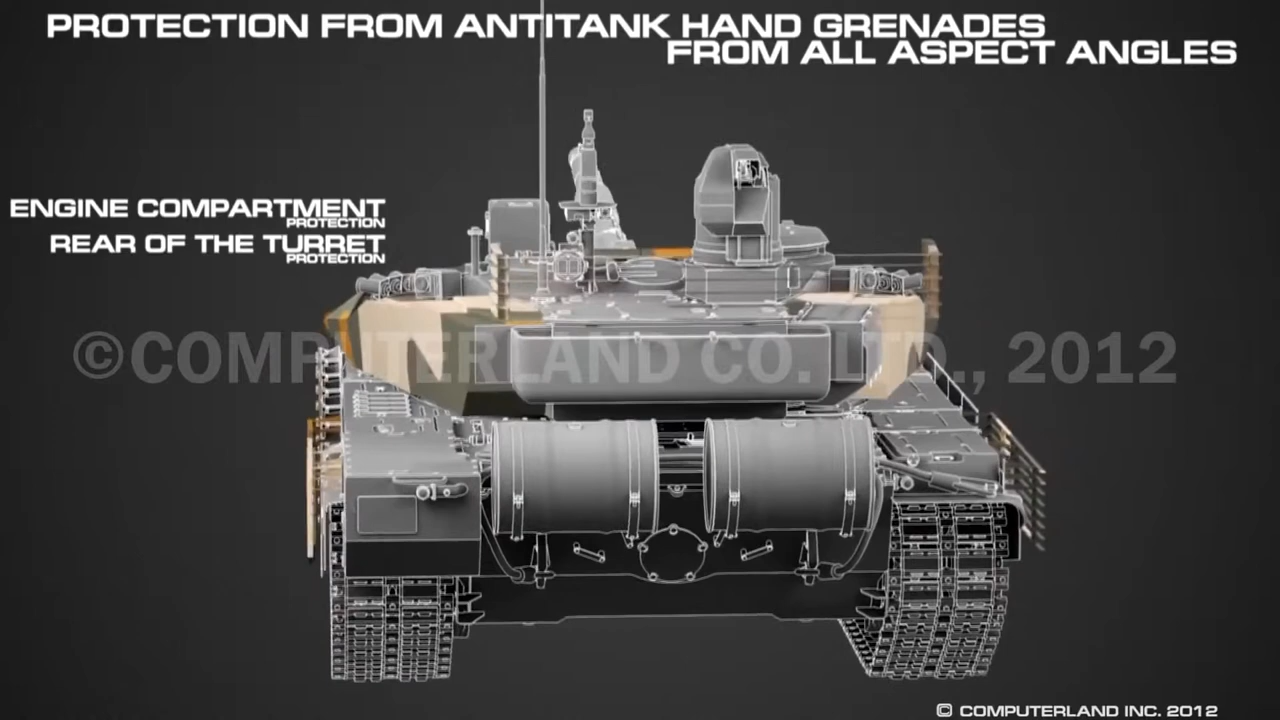 PROTECTION FROM ANTITANK HAND GRENADES
FROM ALL ASPECT ANGLES
ENGINE COMPARTMENT
PROTECTION
REAR OF THE TURRET
PROTECTION
©COMPUTERLAND CO. LTD., 2012
© COMPUTERLAND INC. 2012